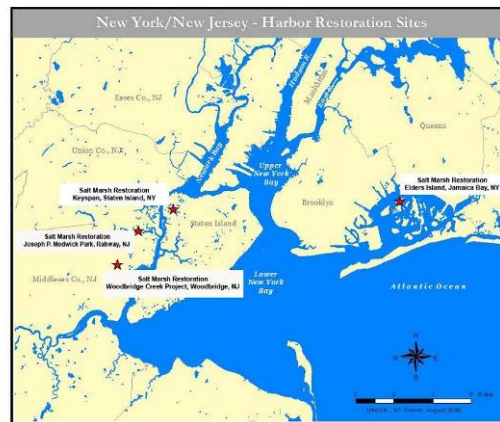 New York/New Jersey - Harbor Restoration Sites
Hudson R.
Manhattan
East R.
Essex Co., NJ
Queens
Newark Bay
Union Co., NJ
Upper
New York
Bay
Salt Marsh Restoration
Elders Island, Jamaica Bay, NY
Salt Marsh Restoration
Keyspan, Staten Island, NY
Brooklyn
Staten Island
Salt Marsh Restoration
Joseph P. Medwick Park, Rahway, NJ
Middlesex Co., NJ
Salt Marsh Restoration
Woodbridge Creek Project, Woodbridge, NJ
Lower
New York
Bay
Atlantic Ocean
N
W
E
S